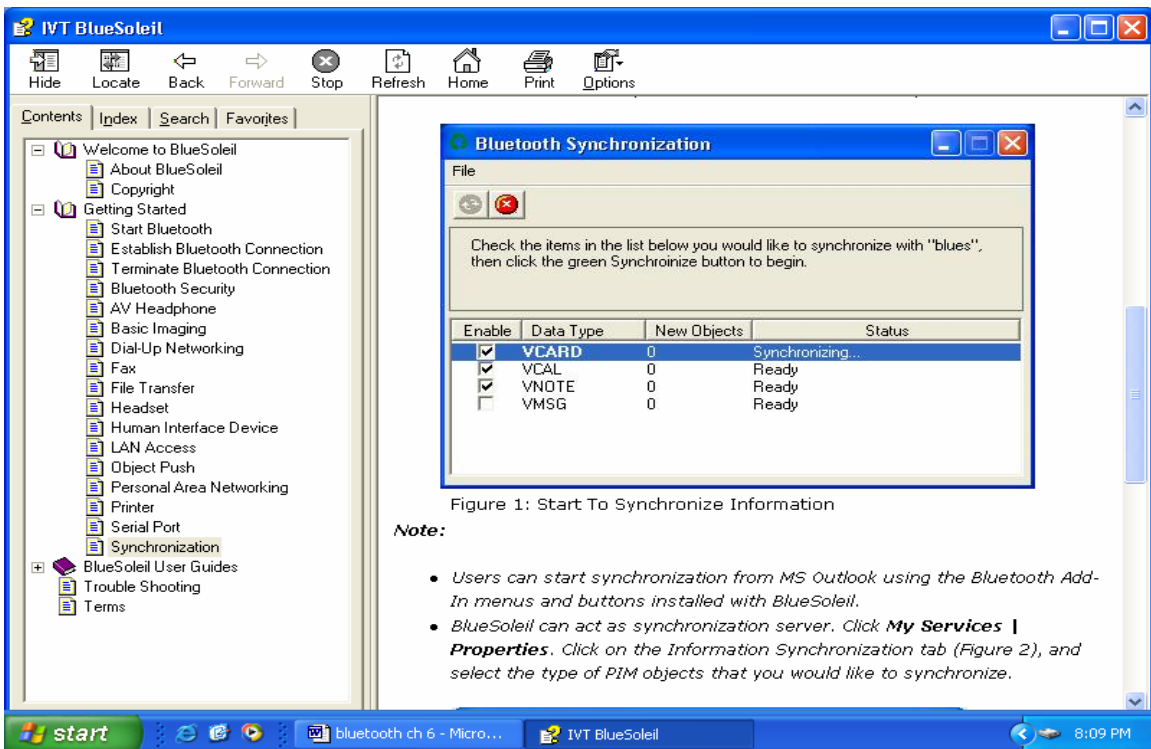 IVT BlueSoleil
Hide Locate Back Forward Stop Refresh Home Print Options
Contents Index Search Favorites
Welcome to BlueSoleil
About BlueSoleil
Copyright
Getting Started
Start Bluetooth
Establish Bluetooth Connection
Terminate Bluetooth Connection
Bluetooth Security
AV Headphone
Basic Imaging
Dial-Up Networking
Fax
File Transfer
Headset
Human Interface Device
LAN Access
Object Push
Personal Area Networking
Printer
Serial Port
Synchronization
BlueSoleil User Guides
Trouble Shooting
Terms
Bluetooth Synchronization
File
Check the items in the list below you would like to synchronize with "blues",
then click the green Synchroinize button to begin.
Enable Data Type New Objects Status
VCARD 0 Synchronizing...
VCAL 0 Ready
VNOTE 0 Ready
VMSG 0 Ready
Figure 1: Start To Synchronize Information
Note:
• Users can start synchronization from MS Outlook using the Bluetooth Add-
In menus and buttons installed with BlueSoleil.
• BlueSoleil can act as synchronization server. Click My Services |
Properties. Click on the Information Synchronization tab (Figure 2), and
select the type of PIM objects that you would like to synchronize.
start bluetooth ch 6 - Micro... IVT BlueSoleil 8:09 PM